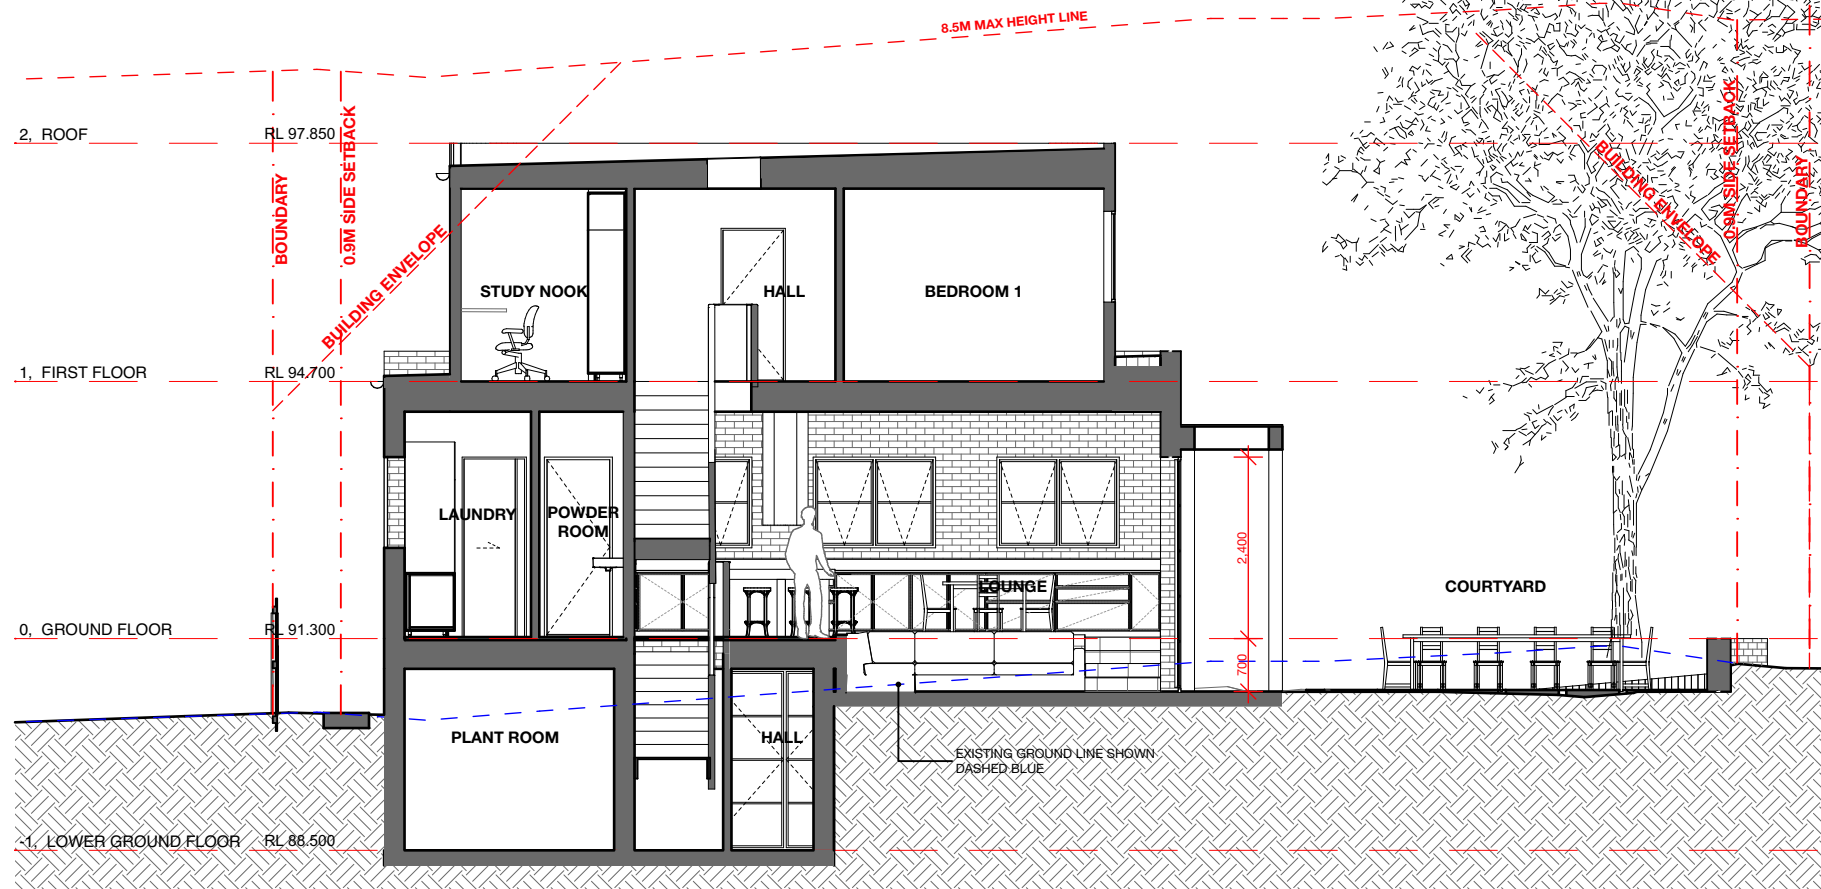 8.5M MAX HEIGHT LINE
2, ROOF
RL 97.850
BOUNDARY
0.9M SIDE SETBACK
BUILDING ENVELOPE
BUILDING ENVELOPE
0.9M SIDE SETBACK
BOUNDARY
STUDY NOOK
HALL
BEDROOM 1
1, FIRST FLOOR
RL 94.700
LAUNDRY
POWDER
ROOM
2,400
LOUNGE
COURTYARD
0, GROUND FLOOR
RL 91.300
700
PLANT ROOM
HALL
EXISTING GROUND LINE SHOWN
DASHED BLUE
-1, LOWER GROUND FLOOR
RL 88.500